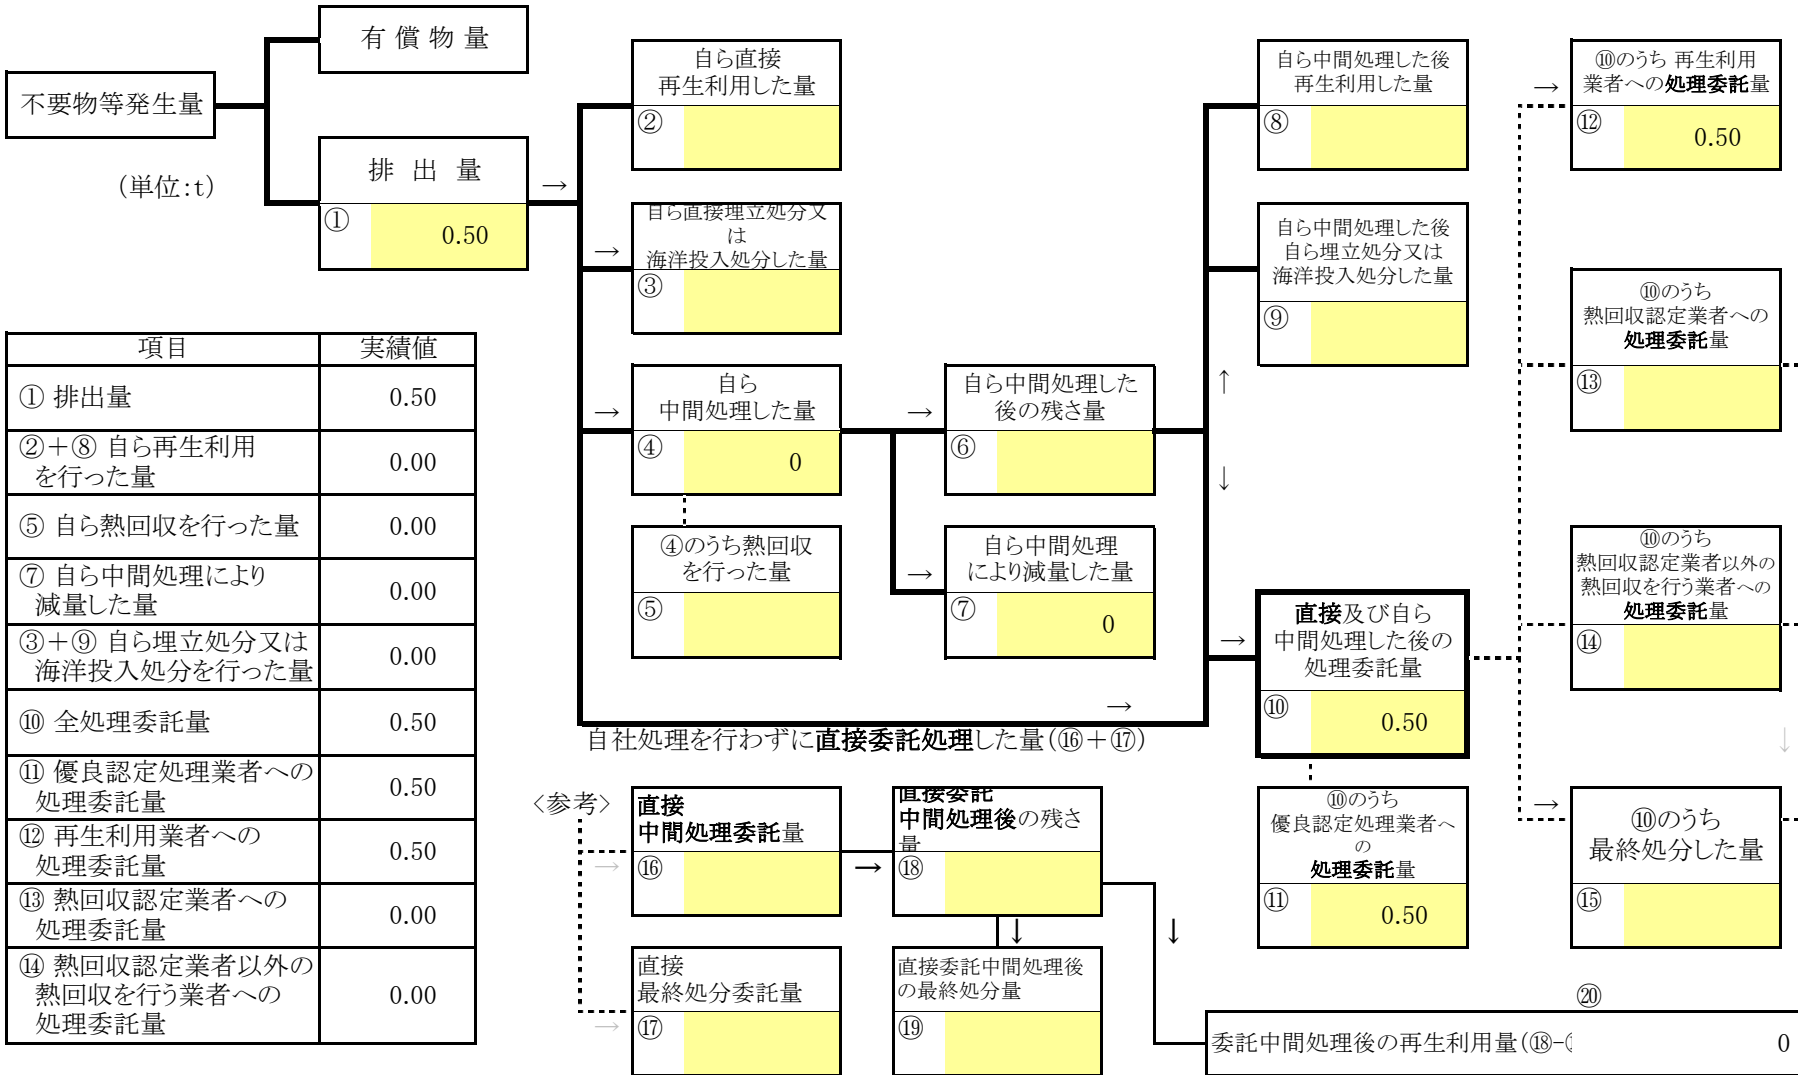 有 償 物 量
不要物等発生量
(単位:t)
排 出 量
①
0.50
→
自ら直接
再生利用した量
②
→
自ら直接埋立処分又
は
海洋投入処分した量
③
→
自ら
中間処理した量
④
0
④のうち熱回収
を行った量
⑤
→
自ら中間処理した
後の残さ量
⑥
→
自ら中間処理
により減量した量
⑦
0
自ら中間処理した後
再生利用した量
⑧
自ら中間処理した後
自ら埋立処分又は
海洋投入処分した量
⑨
↑
↓
→
直接及び自ら
中間処理した後の
処理委託量
⑩
0.50
⑩のうち
優良認定処理業者へ
の
処理委託量
⑪
0.50
→
⑩のうち 再生利用
業者への処理委託量
⑫
0.50
⑩のうち
熱回収認定業者への
処理委託量
⑬
⑩のうち
熱回収認定業者以外の
熱回収を行う業者への
処理委託量
⑭
↓
→
⑩のうち
最終処分した量
⑮
→
自社処理を行わずに直接委託処理した量(⑯+⑰)
項目 実績値
① 排出量 0.50
②+⑧ 自ら再生利用
を行った量 0.00
⑤ 自ら熱回収を行った量 0.00
⑦ 自ら中間処理により
減量した量 0.00
③+⑨ 自ら埋立処分又は
海洋投入処分を行った量 0.00
⑩ 全処理委託量 0.50
⑪ 優良認定処理業者への
処理委託量 0.50
⑫ 再生利用業者への
処理委託量 0.50
⑬ 熱回収認定業者への
処理委託量 0.00
⑭ 熱回収認定業者以外の
熱回収を行う業者への
処理委託量 0.00
〈参考〉
→
直接
中間処理委託量
⑯
→
直接委託
中間処理後の残さ
量
⑱
↓
↓
→
直接
最終処分委託量
⑰
直接委託中間処理後
の最終処分量
⑲
⑳
委託中間処理後の再生利用量(⑱-
0